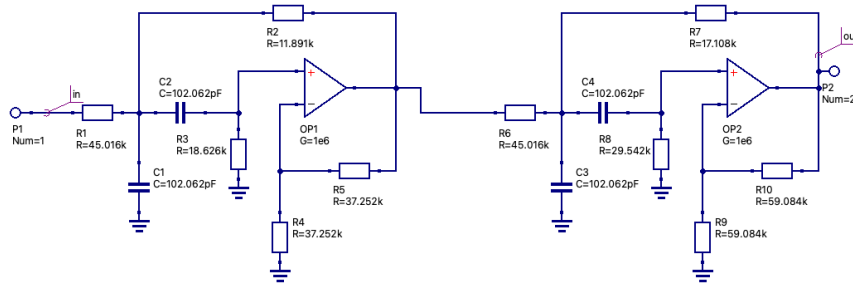 R2
R=11.891k
R7
R=17.108k
out
in
C2
C=102.062pF
C4
C=102.062pF
+
−
+
−
P1
Num=1
R1
R=45.016k
R3
R=18.626k
OP1
G=1e6
R6
R=45.016k
R8
R=29.542k
OP2
G=1e6
P2
Num=2
C1
C=102.062pF
R5
R=37.252k
C3
C=102.062pF
R10
R=59.084k
R4
R=37.252k
R9
R=59.084k